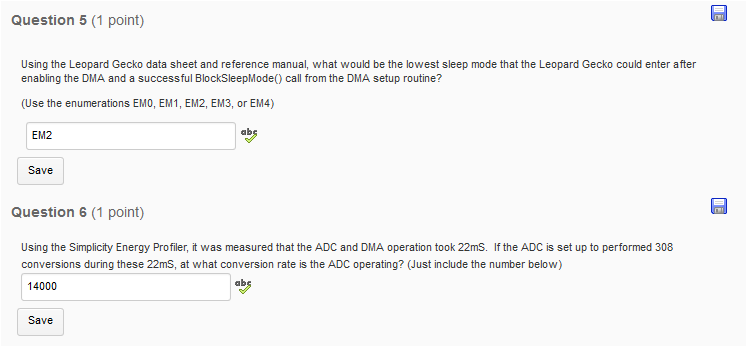 Question 5 (1 point)
Using the Leopard Gecko data sheet and reference manual, what would be the lowest sleep mode that the Leopard Gecko could enter after
enabling the DMA and a successful BlockSleepMode() call from the DMA setup routine?
(Use the enumerations EM0, EM1, EM2, EM3, or EM4)
EM2 abc
Save
Question 6 (1 point)
Using the Simplicity Energy Profiler, it was measured that the ADC and DMA operation took 22mS. If the ADC is set up to performed 308
conversions during these 22mS, at what conversion rate is the ADC operating? (Just include the number below)
14000 abc
Save